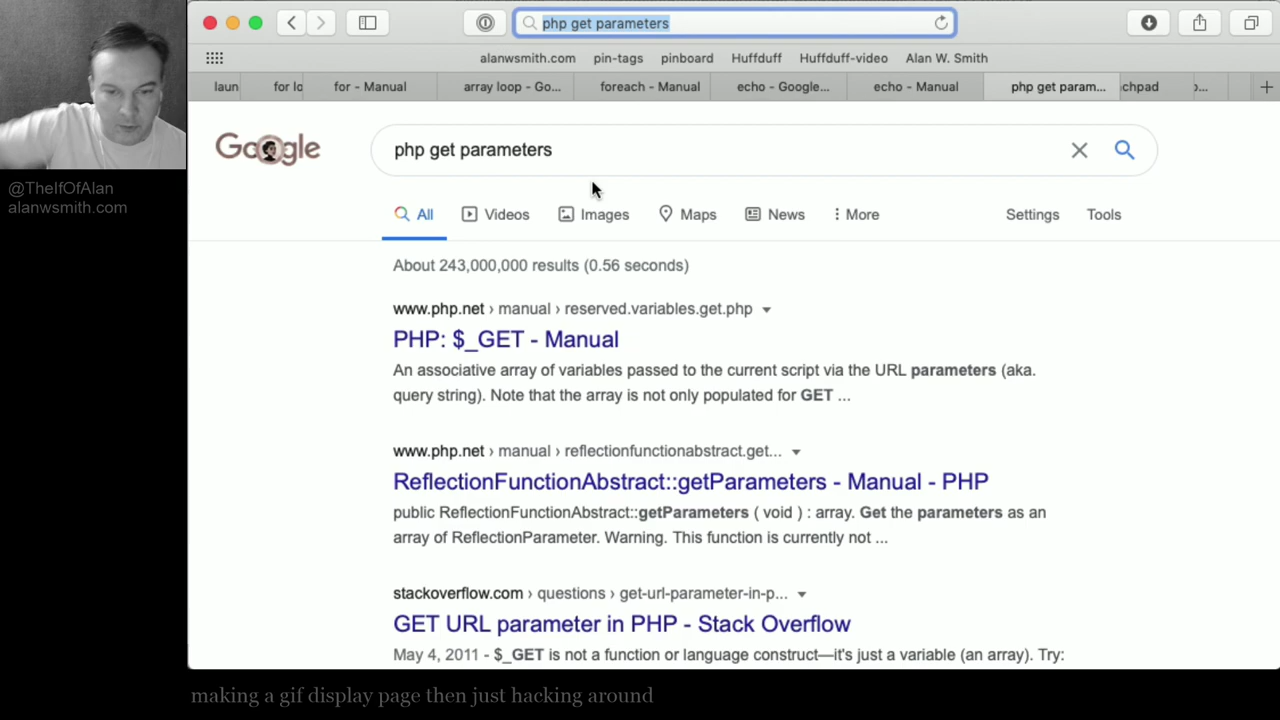 php get parameters
alanwsmith.com pin-tags pinboard Huffduff Huffduff-video Alan W. Smith
laun for lo for - Manual array loop - Go... foreach - Manual echo - Google... echo - Manual php get param... chpad
Google php get parameters
@TheIfOfAlan
alanwsmith.com
All Videos Images Maps News More Settings Tools
About 243,000,000 results (0.56 seconds)
www.php.net › manual › reserved.variables.get.php
PHP: $_GET - Manual
An associative array of variables passed to the current script via the URL parameters (aka.
query string). Note that the array is not only populated for GET ...
www.php.net › manual › reflectionfunctionabstract.get...
ReflectionFunctionAbstract::getParameters - Manual - PHP
public ReflectionFunctionAbstract::getParameters ( void ) : array. Get the parameters as an
array of ReflectionParameter. Warning. This function is currently not ...
stackoverflow.com › questions › get-url-parameter-in-p...
GET URL parameter in PHP - Stack Overflow
May 4, 2011 - $_GET is not a function or language construct—it's just a variable (an array). Try:
making a gif display page then just hacking around